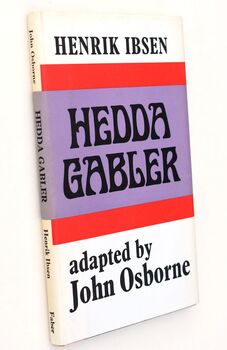 HENRIK IBSEN
HEDDA
GABLER
adapted by
John Osborne
John Osborne
HEDDA GABLER
Henrik Ibsen
Faber